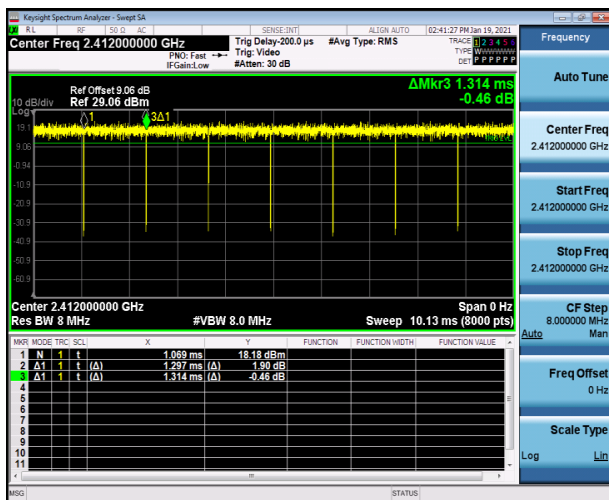 Keysight Spectrum Analyzer - Swept SA
RL RF 50 Ω AC SENSE:INT ALIGN AUTO 02:41:27 PM Jan 19, 2021
Center Freq 2.412000000 GHz
PNO: Fast
IFGain:Low
Trig Delay-200.0 µs
Trig: Video
#Atten: 30 dB
#Avg Type: RMS
TRACE 1 2 3 4 5 6
TYPE W
DET P P P P P P
Frequency
Auto Tune
Center Freq
2.412000000 GHz
Start Freq
2.412000000 GHz
Stop Freq
2.412000000 GHz
CF Step
8.000000 MHz
Auto Man
Freq Offset
0 Hz
Scale Type
Log Lin
Ref Offset 9.06 dB
10 dB/div Ref 29.06 dBm
Log
ΔMkr3 1.314 ms
-0.46 dB
1
3Δ1
19.1
9.06
-0.94
-10.9
-20.9
-30.9
-40.9
-50.9
-60.9
Center 2.412000000 GHz Span 0 Hz
Res BW 8 MHz #VBW 8.0 MHz Sweep 10.13 ms (8000 pts)
MKR MODE TRC SCL X Y FUNCTION FUNCTION WIDTH FUNCTION VALUE
1 N 1 t 1.069 ms 18.18 dBm
2 Δ1 1 t (Δ) 1.297 ms (Δ) 1.90 dB
3 Δ1 1 t (Δ) 1.314 ms (Δ) -0.46 dB
4
5
6
7
8
9
10
11
MSG STATUS